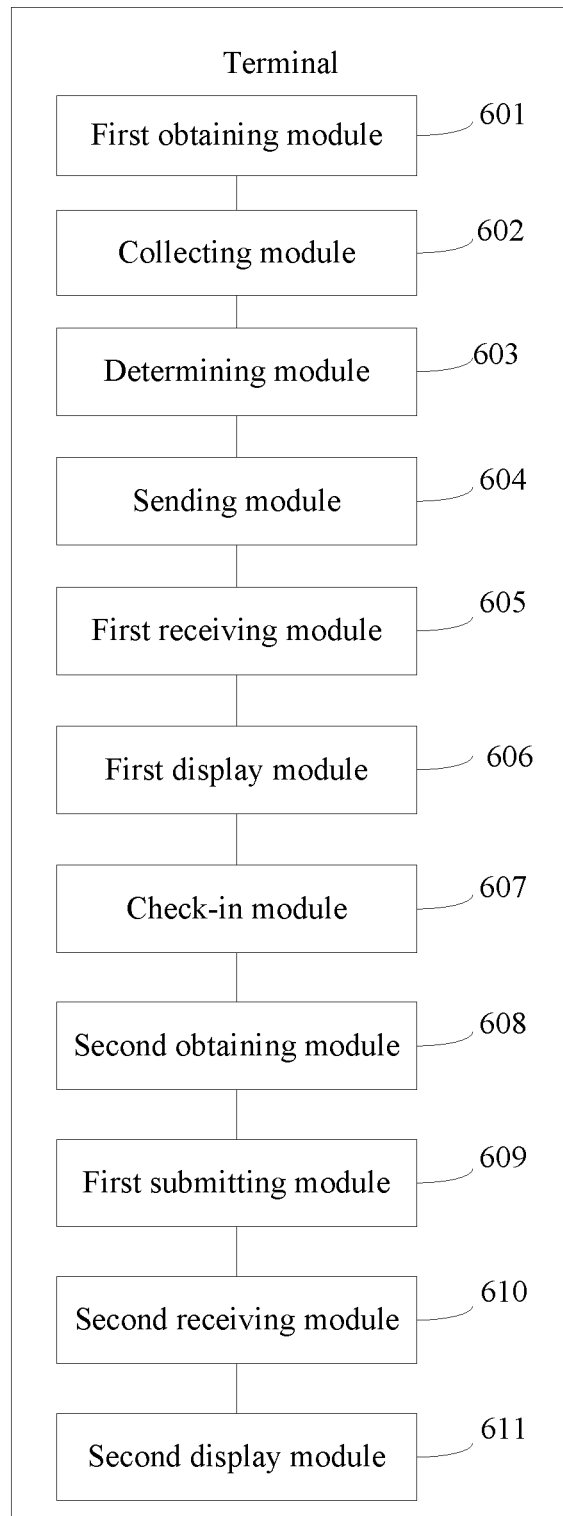 Terminal
First obtaining module
601
Collecting module
602
Determining module
603
Sending module
604
First receiving module
605
First display module
606
Check-in module
607
Second obtaining module
608
First submitting module
609
Second receiving module
610
Second display module
611